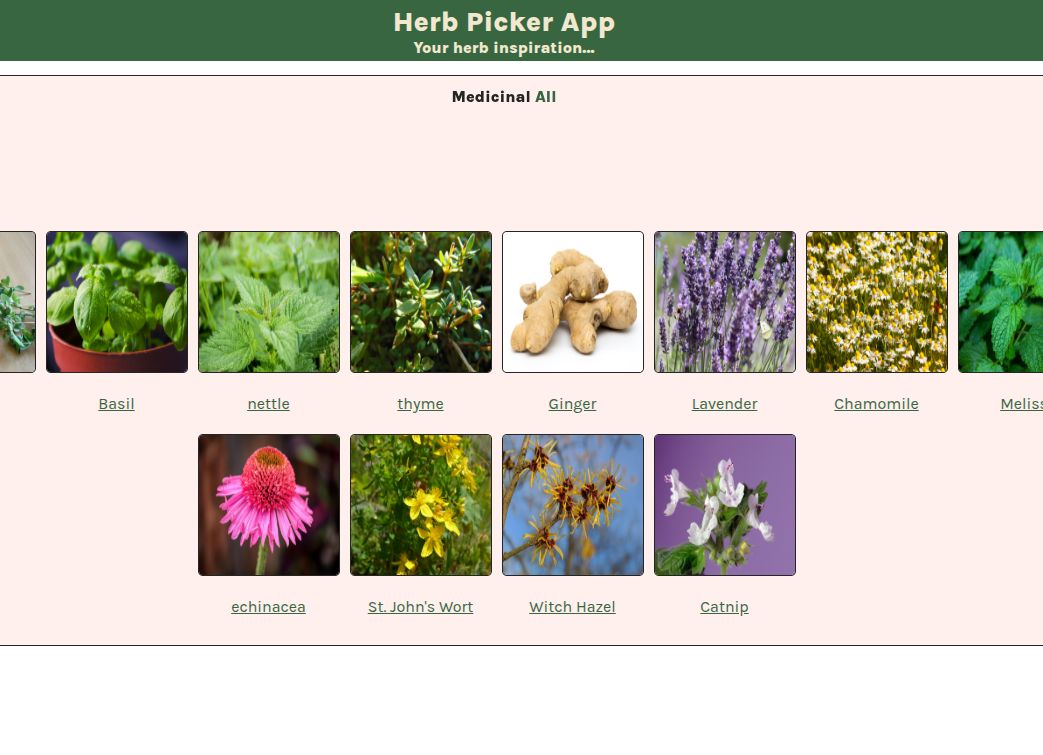 Herb Picker App
Your herb inspiration...
Medicinal All
Basil nettle thyme Ginger Lavender Chamomile
echinacea St. John's Wort Witch Hazel Catnip